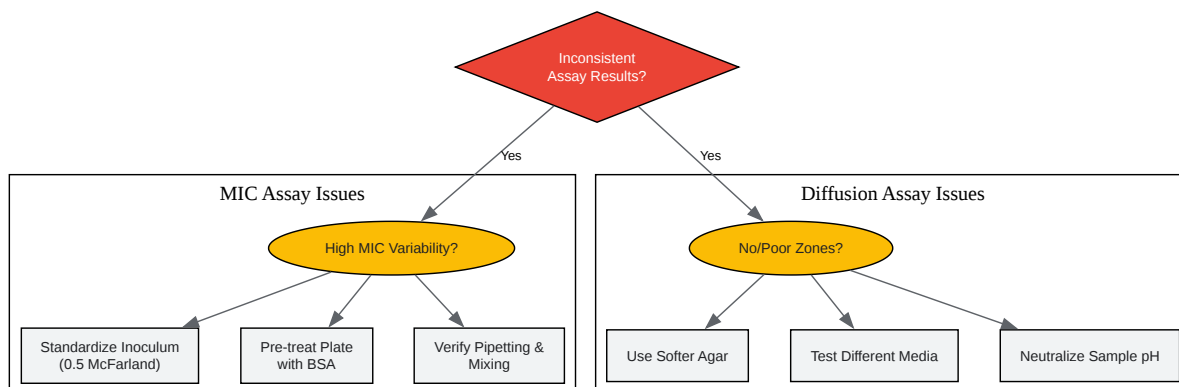 Inconsistent
Assay Results?
Yes
Yes
MIC Assay Issues
Diffusion Assay Issues
High MIC Variability?
No/Poor Zones?
Standardize Inoculum
(0.5 McFarland)
Pre-treat Plate
with BSA
Verify Pipetting &
Mixing
Use Softer Agar
Test Different Media
Neutralize Sample pH